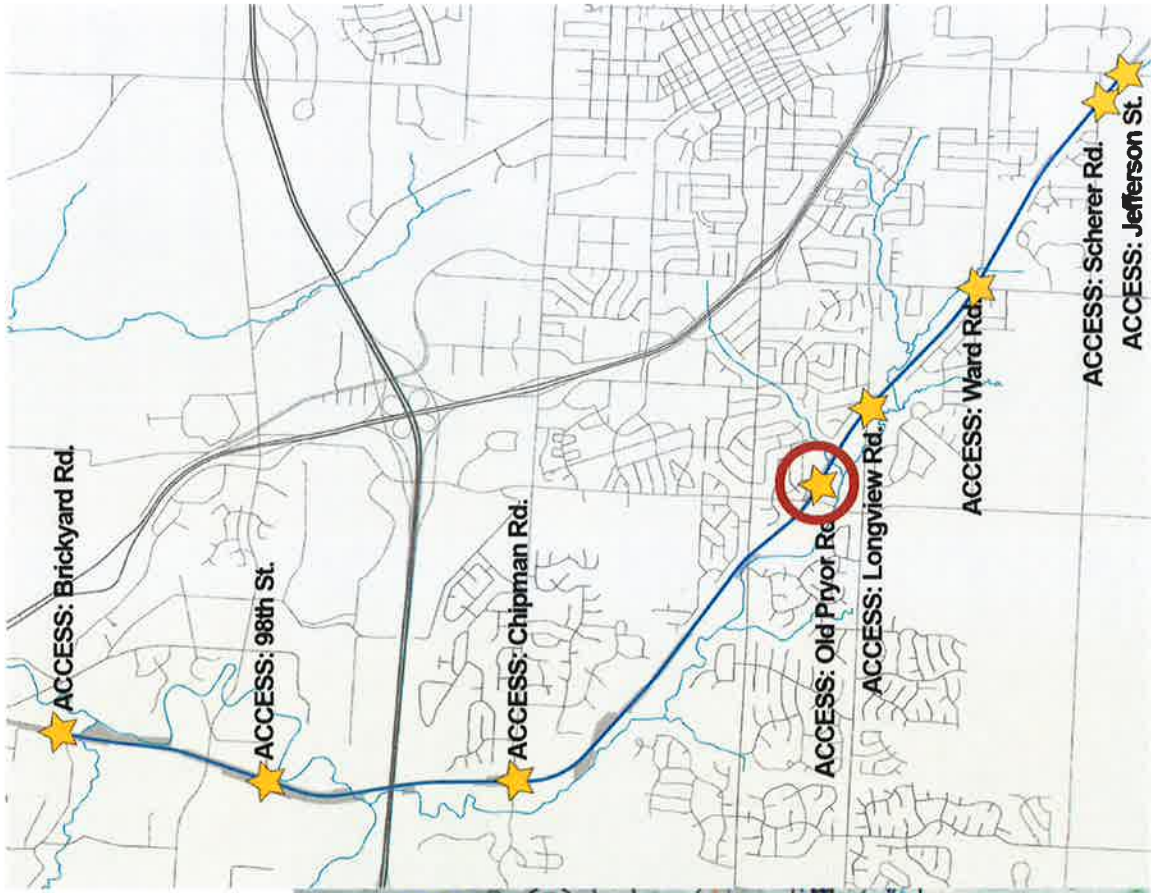 ACCESS: Brickyard Rd.
ACCESS: 98th St.
ACCESS: Chipman Rd.
ACCESS: Old Pryor Rd
ACCESS: Longview Rd.
ACCESS: Ward Rd.
ACCESS: Scherer Rd.
ACCESS: Jefferson St.